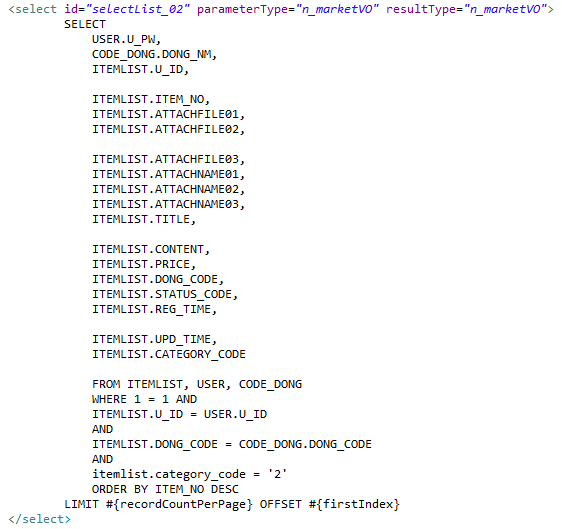 <select id="selectList_02" parameterType="n_marketVO" resultType="n_marketVO">
SELECT
USER.U_PW,
CODE_DONG.DONG_NM,
ITEMLIST.U_ID,
ITEMLIST.ITEM_NO,
ITEMLIST.ATTACHFILE01,
ITEMLIST.ATTACHFILE02,
ITEMLIST.ATTACHFILE03,
ITEMLIST.ATTACHNAME01,
ITEMLIST.ATTACHNAME02,
ITEMLIST.ATTACHNAME03,
ITEMLIST.TITLE,
ITEMLIST.CONTENT,
ITEMLIST.PRICE,
ITEMLIST.DONG_CODE,
ITEMLIST.STATUS_CODE,
ITEMLIST.REG_TIME,
ITEMLIST.UPD_TIME,
ITEMLIST.CATEGORY_CODE
FROM ITEMLIST, USER, CODE_DONG
WHERE 1 = 1 AND
ITEMLIST.U_ID = USER.U_ID
AND
ITEMLIST.DONG_CODE = CODE_DONG.DONG_CODE
AND
itemlist.category_code = '2'
ORDER BY ITEM_NO DESC
LIMIT #{recordCountPerPage} OFFSET #{firstIndex}
</select>